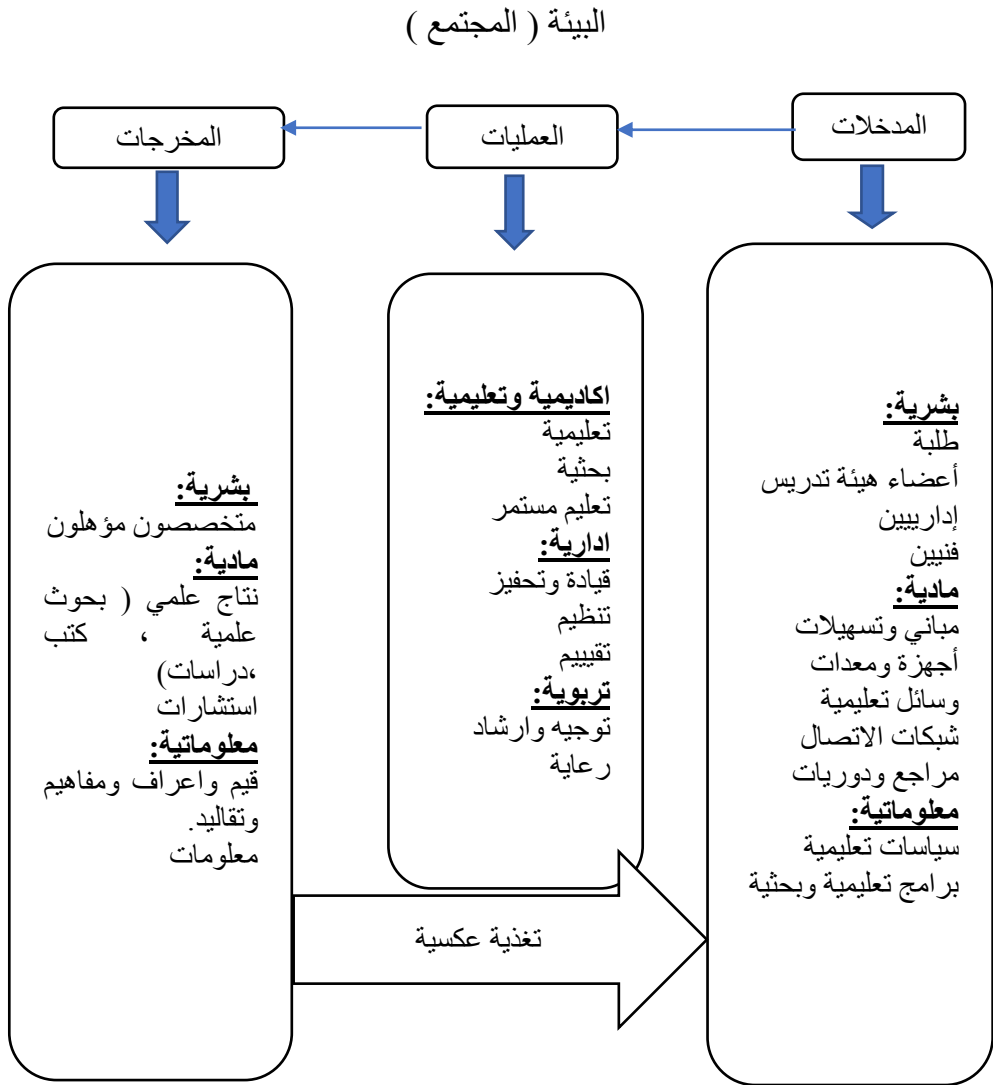 البيئة ( المجتمع )
المدخلات
العمليات
المخرجات
بشرية:
طلبة
أعضاء هيئة تدريس
إدارييين
فنيين
مادية:
مباني وتسهيلات
أجهزة ومعدات
وسائل تعليمية
شبكات الاتصال
مراجع ودوريات
معلوماتية:
سياسات تعليمية
برامج تعليمية وبحثية
اكاديمية وتعليمية:
تعليمية
بحثية
تعليم مستمر
ادارية:
قيادة وتحفيز
تنظيم
تقيييم
تربوية:
توجيه وارشاد
رعاية
بشرية:
متخصصون مؤهلون
مادية:
نتاج علمي ( بحوث
علمية ، كتب
،دراسات)
استشارات
معلوماتية:
قيم واعراف ومفاهيم
وتقاليد.
معلومات
تغذية عكسية